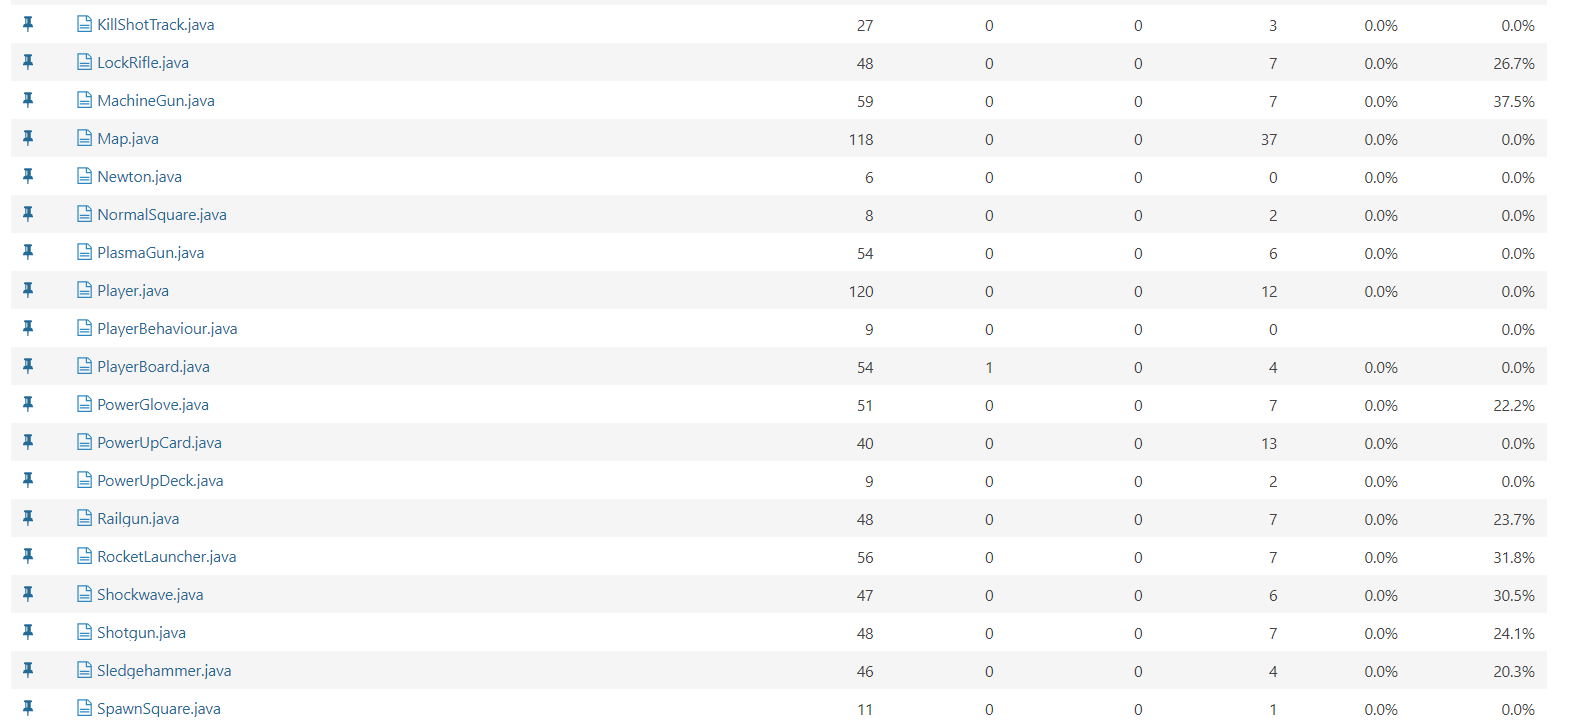 KillShotTrack.java 27 0 0 3 0.0% 0.0%
LockRifle.java 48 0 0 7 0.0% 26.7%
MachineGun.java 59 0 0 7 0.0% 37.5%
Map.java 118 0 0 37 0.0% 0.0%
Newton.java 6 0 0 0 0.0% 0.0%
NormalSquare.java 8 0 0 2 0.0% 0.0%
PlasmaGun.java 54 0 0 6 0.0% 0.0%
Player.java 120 0 0 12 0.0% 0.0%
PlayerBehaviour.java 9 0 0 0 0.0%
PlayerBoard.java 54 1 0 4 0.0% 0.0%
PowerGlove.java 51 0 0 7 0.0% 22.2%
PowerUpCard.java 40 0 0 13 0.0% 0.0%
PowerUpDeck.java 9 0 0 2 0.0% 0.0%
Railgun.java 48 0 0 7 0.0% 23.7%
RocketLauncher.java 56 0 0 7 0.0% 31.8%
Shockwave.java 47 0 0 6 0.0% 30.5%
Shotgun.java 48 0 0 7 0.0% 24.1%
Sledgehammer.java 46 0 0 4 0.0% 20.3%
SpawnSquare.java 11 0 0 1 0.0% 0.0%